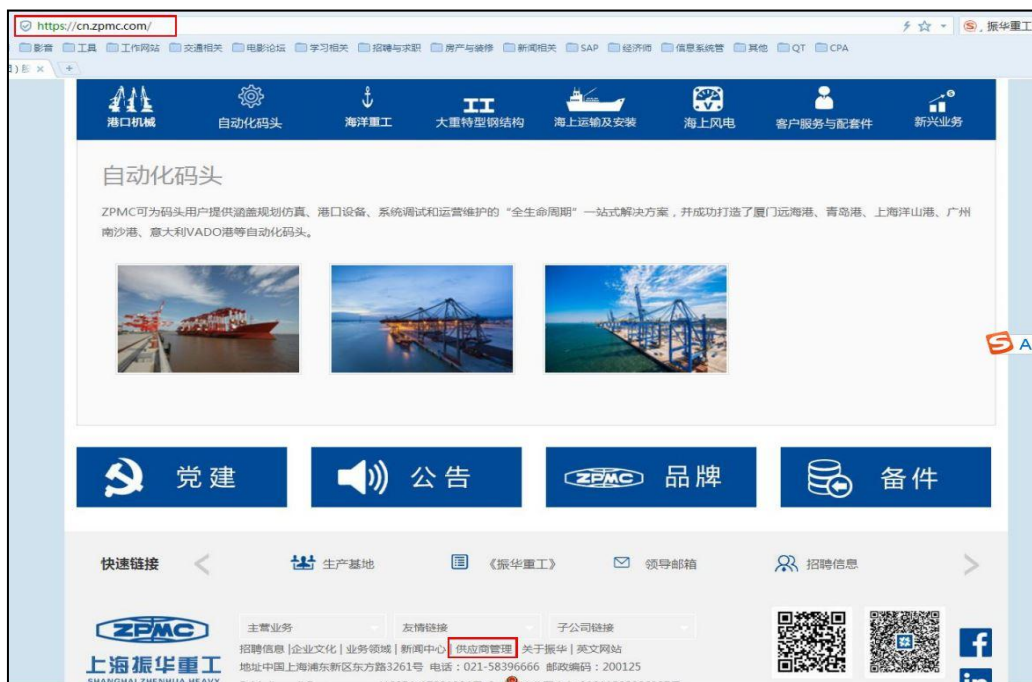 https://cn.zpmc.com/
振华重工
影音 工具 工作网站 交通相关 电影论坛 学习相关 招聘与求职 房产与装修 新闻相关 SAP 经济师 信息系统管 其他 QT CPA
港口机械 自动化码头 海洋重工 大重特型钢结构 海上运输及安装 海上风电 客户服务与配套件 新兴业务
自动化码头
ZPMC可为码头用户提供涵盖规划仿真、港口设备、系统调试和运营维护的“全生命周期”一站式解决方案，并成功打造了厦门远海港、青岛港、上海洋山港、广州
南沙港、意大利VADO港等自动化码头。
党建 公告 ZPMC 品牌 备件
快速链接 生产基地 《振华重工》 领导邮箱 招聘信息
ZPMC
主营业务 友情链接 子公司链接
招聘信息|企业文化|业务领域|新闻中心|供应商管理|关于振华|英文网站
上海振华重工
地址中国上海浦东新区东方路3261号 电话：021-58396666 邮政编码：200125
SHANGHAI ZHENHUA HEAVY